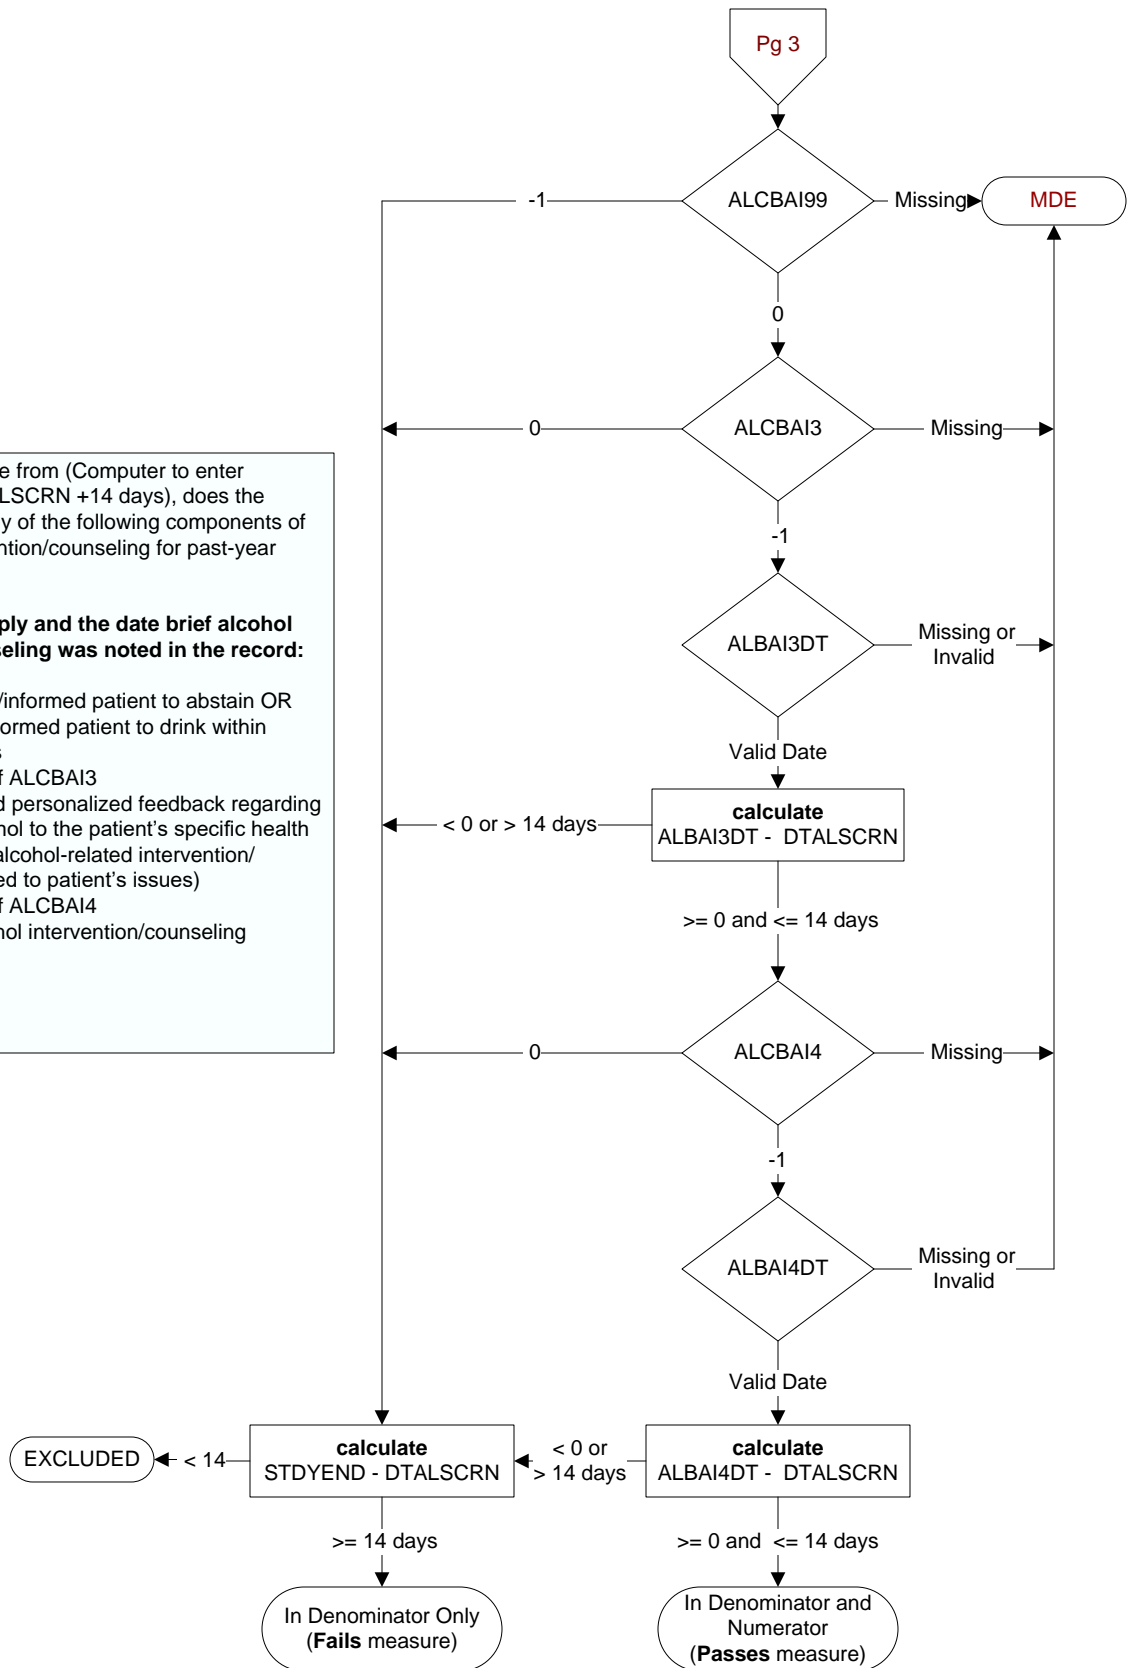 Pg 3
ALCBAI99
-1
Missing
MDE
0
ALCBAI3
0
Missing
-1
ALBAI3DT
Missing or
Invalid
Valid Date
calculate
ALBAI3DT - DTALSCRN
< 0 or > 14 days
>= 0 and <= 14 days
ALCBAI4
0
Missing
-1
ALBAI4DT
Missing or
Invalid
Valid Date
calculate
ALBAI4DT - DTALSCRN
< 0 or
> 14 days
calculate
STDYEND - DTALSCRN
< 14
EXCLUDED
>= 14 days
>= 0 and <= 14 days
In Denominator Only
(Fails measure)
In Denominator and
Numerator
(Passes measure)
e from (Computer to enter
LSCRN +14 days), does the
y of the following components of
ntion/counseling for past-year
ply and the date brief alcohol
seling was noted in the record:
/informed patient to abstain OR
formed patient to drink within
s
f ALCBAI3
d personalized feedback regarding
hol to the patient's specific health
alcohol-related intervention/
ed to patient's issues)
f ALCBAI4
hol intervention/counseling